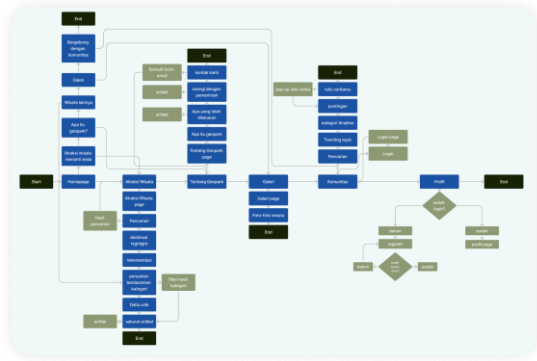 End
Bergabung
dengan
komunitas
Galeri
Wisata lainnya
Apa itu
geopark?
Atraksi wisata
menanti anda
Start
Homepage
Atraksi Wisata
Tentang Geopark
Galeri
Komunitas
Profil
End
End
kontak kami
artikel
sinergi dengan
pemerintah
artikel
Apa yang telah
dilakukan
Apa itu geopark
Tentang Geopark
page
End
pop up tulis cerita
tulis ceritamu
postingan
kategori timeline
Trending topic
Pencarian
Login page
Login
Atraksi Wisata
page
Pencarian
Hasil
pencarian
destinasi
highlight
rekomendasi
pencarian
berdasarkan
kategori
filter hasil
kategori
fakta unik
artikel
seluruh artikel
End
Galeri page
Foto-foto wisata
End
sudah
login?
belum
register
belum
sudah
sudah
profil page